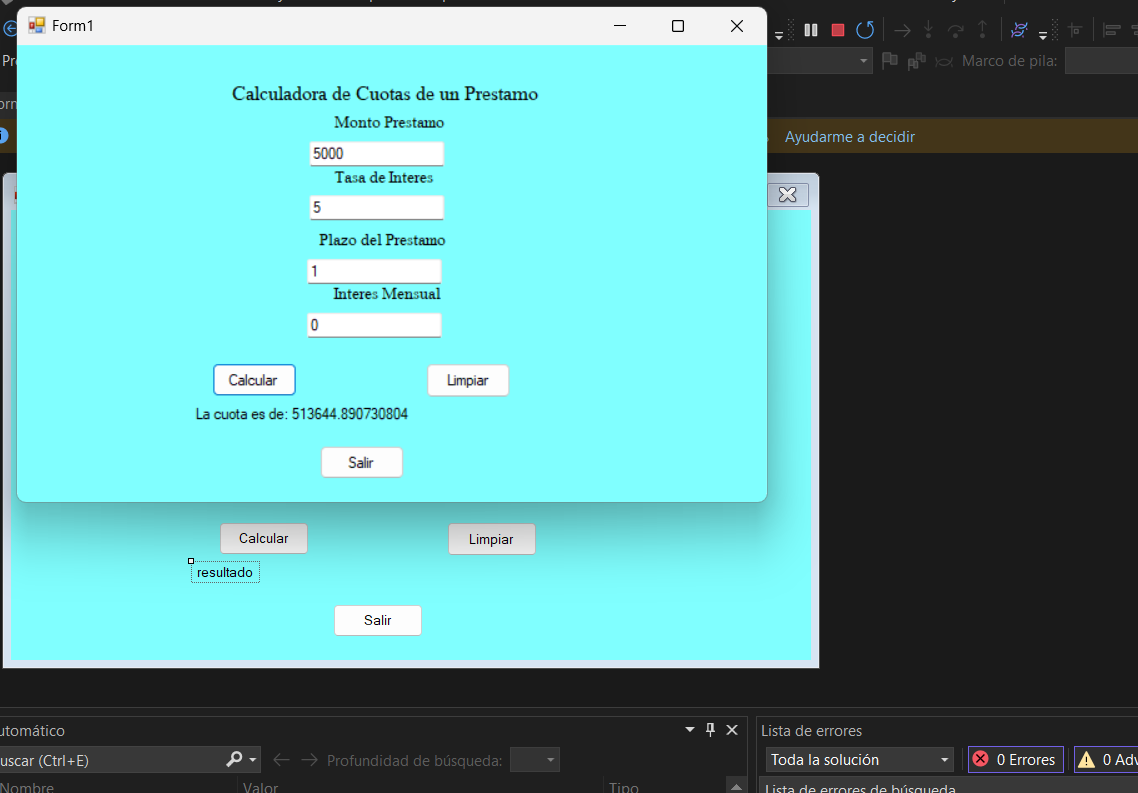 Form1
Calculadora de Cuotas de un Prestamo
Monto Prestamo
5000
Tasa de Interes
5
Plazo del Prestamo
1
Interes Mensual
0
Calcular
Limpiar
La cuota es de: 513644.890730804
Salir
Marco de pila:
Ayudarme a decidir
Calcular
Limpiar
resultado
Salir
utomático
uscar (Ctrl+E)
Profundidad de búsqueda:
Nombre
Valor
Tipo
Lista de errores
Toda la solución
0 Errores
0 Adv
Lista de errores de búsqueda